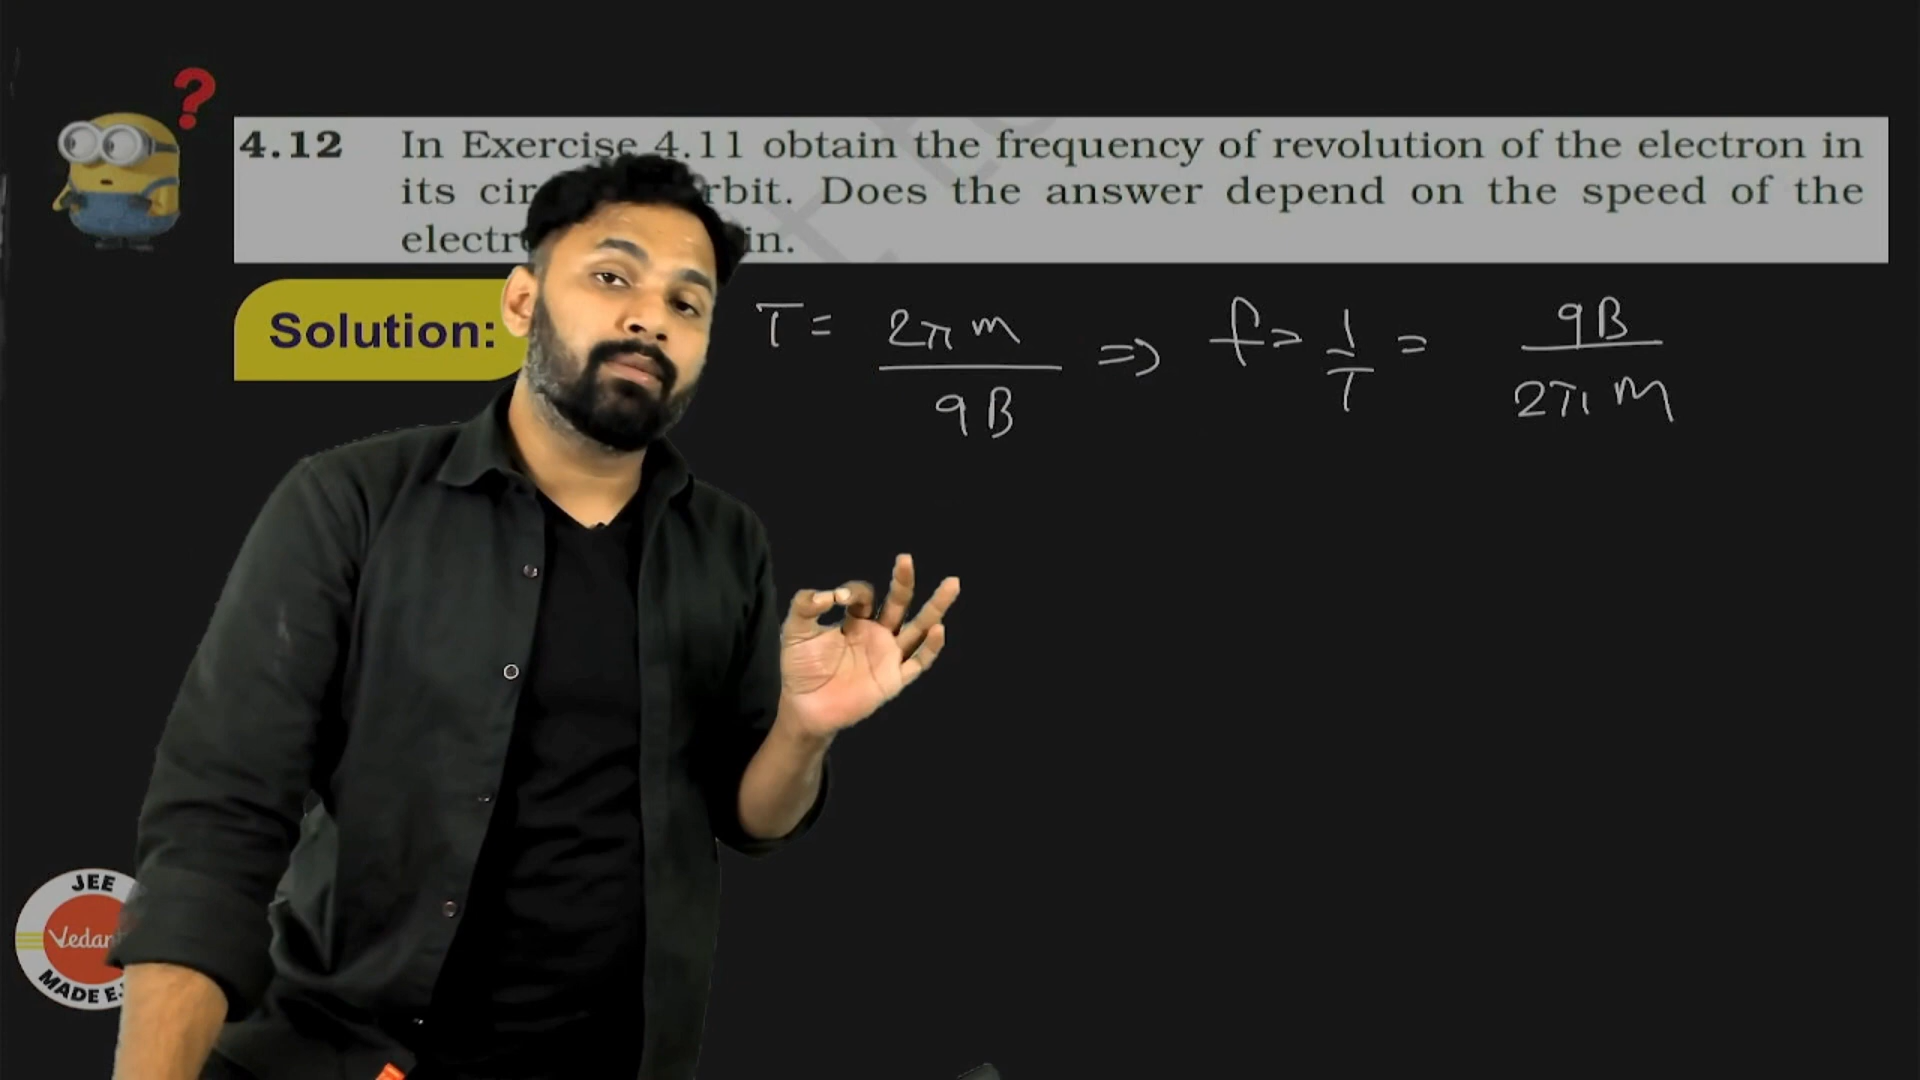 ?
4.12 In Exercise 4.11 obtain the frequency of revolution of the electron in
its cir rbit. Does the answer depend on the speed of the
electr in.
Solution:
T = 2πm / qB ⇒ f = 1/T = qB / 2πm
JEE
Vedant
MADE E